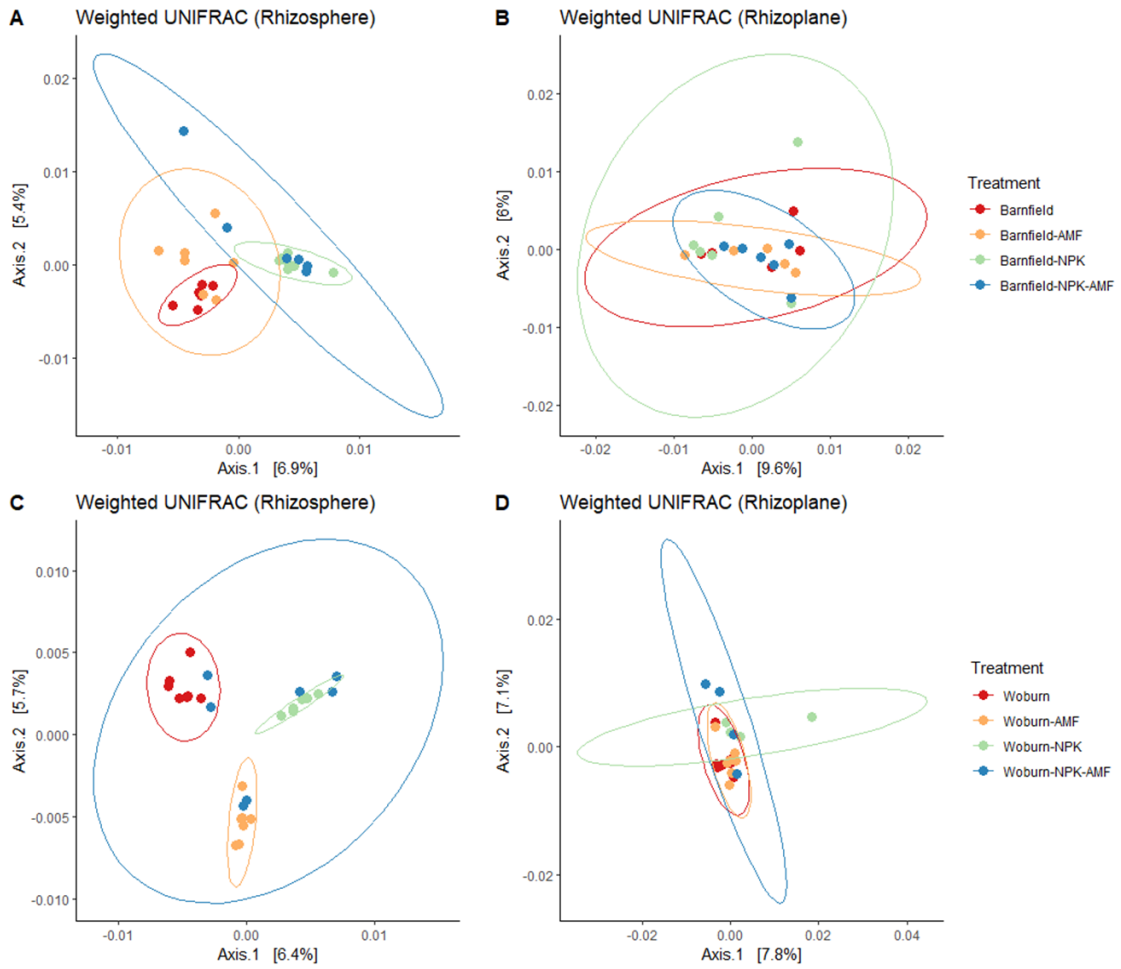 A Weighted UNIFRAC (Rhizosphere)
0.02
0.01
0.00
-0.01
Axis.2 [5.4%]
-0.01 0.00 0.01
Axis.1 [6.9%]
B Weighted UNIFRAC (Rhizoplane)
0.02
0.01
0.00
-0.01
-0.02
Axis.2 [6%]
-0.02 -0.01 0.00 0.01 0.02
Axis.1 [9.6%]
Treatment
Barnfield
Barnfield-AMF
Barnfield-NPK
Barnfield-NPK-AMF
C Weighted UNIFRAC (Rhizosphere)
0.010
0.005
0.000
-0.005
-0.010
Axis.2 [5.7%]
-0.01 0.00 0.01
Axis.1 [6.4%]
D Weighted UNIFRAC (Rhizoplane)
0.02
0.00
-0.02
Axis.2 [7.1%]
-0.02 0.00 0.02 0.04
Axis.1 [7.8%]
Treatment
Woburn
Woburn-AMF
Woburn-NPK
Woburn-NPK-AMF